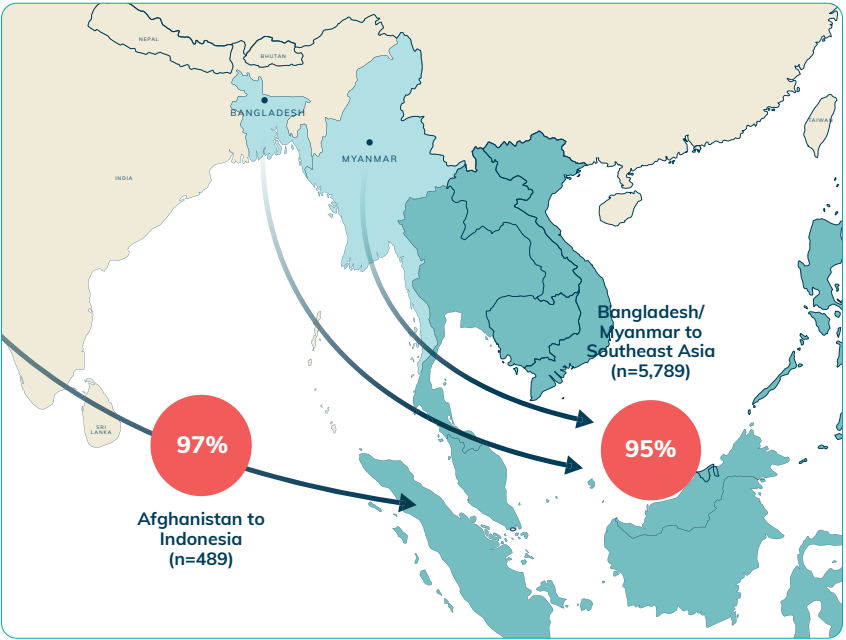 NEPAL
BHUTAN
BANGLADESH
TAIWAN
MYANMAR
INDIA
Bangladesh/
Myanmar to
Southeast Asia
(n=5,789)
95%
SRI
LANKA
97%
Afghanistan to
Indonesia
(n=489)